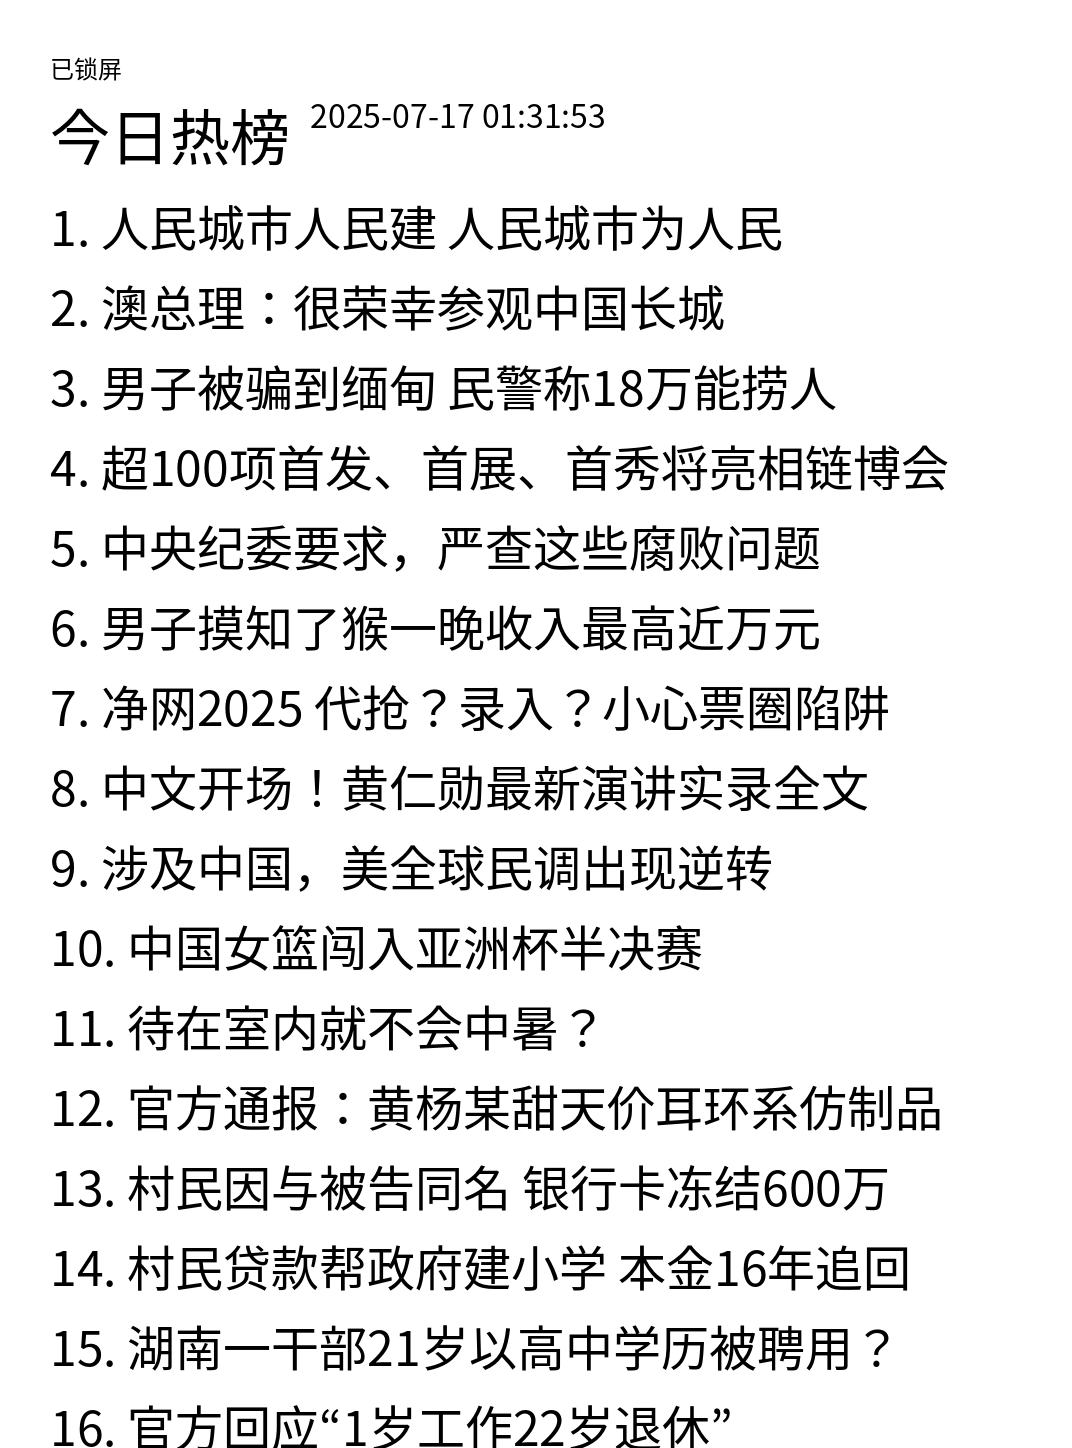 已锁屏
今日热榜 2025-07-17 01:31:53
1. 人民城市人民建 人民城市为人民
2. 澳总理：很荣幸参观中国长城
3. 男子被骗到缅甸 民警称18万能捞人
4. 超100项首发、首展、首秀将亮相链博会
5. 中央纪委要求，严查这些腐败问题
6. 男子摸知了猴一晚收入最高近万元
7. 净网2025 代抢？录入？小心票圈陷阱
8. 中文开场！黄仁勋最新演讲实录全文
9. 涉及中国，美全球民调出现逆转
10. 中国女篮闯入亚洲杯半决赛
11. 待在室内就不会中暑？
12. 官方通报：黄杨某甜天价耳环系仿制品
13. 村民因与被告同名 银行卡冻结600万
14. 村民贷款帮政府建小学 本金16年追回
15. 湖南一干部21岁以高中学历被聘用？
16. 官方回应“1岁工作22岁退休”